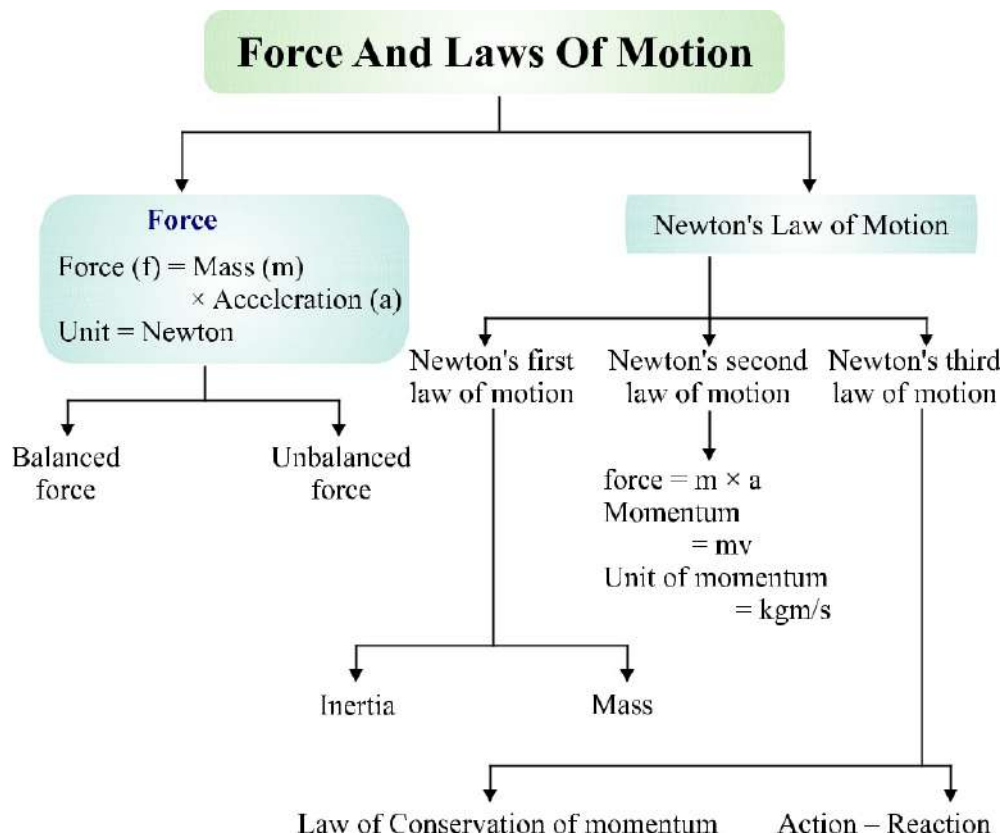 Force And Laws Of Motion
Force
Force (f) = Mass (m)
× Acceleration (a)
Unit = Newton
Balanced
force
Unbalanced
force
Newton's Law of Motion
Newton's first
law of motion
Inertia
Mass
Newton's second
law of motion
force = m × a
Momentum
= mv
Unit of momentum
= kgm/s
Newton's third
law of motion
Law of Conservation of momentum
Action – Reaction